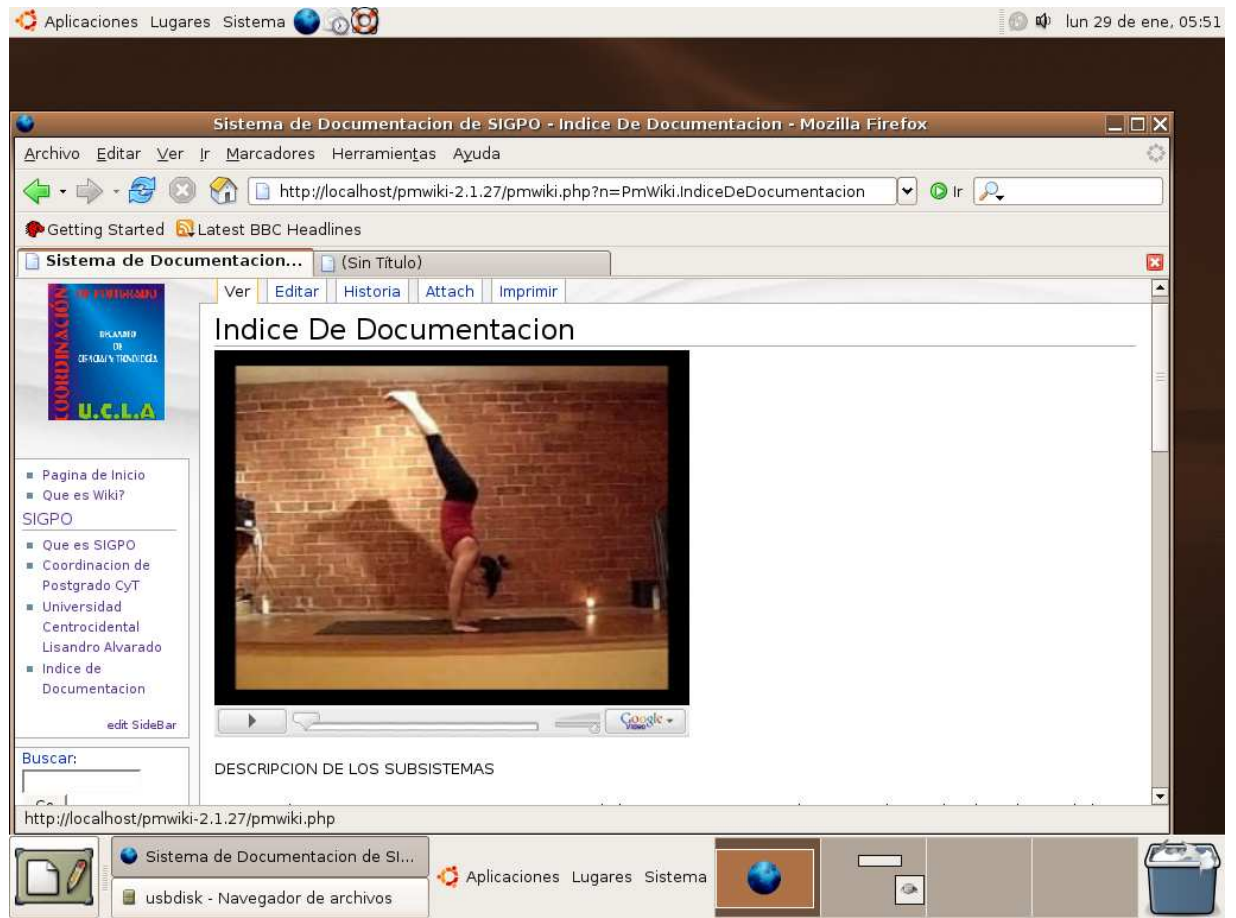 Aplicaciones Lugares Sistema
lun 29 de ene, 05:51
Sistema de Documentacion de SIGPO - Indice De Documentacion - Mozilla Firefox
Archivo Editar Ver Ir Marcadores Herramientas Ayuda
http://localhost/pmwiki-2.1.27/pmwiki.php?n=PmWiki.IndiceDeDocumentacion
Ir
Getting Started Latest BBC Headlines
Sistema de Documentacion...
(Sin Título)
COORDINACIÓN
DE POSTGRADO
DE
U.C.L.A
Ver Editar Historia Attach Imprimir
Indice De Documentacion
Pagina de Inicio
Que es Wiki?
SIGPO
Que es SIGPO
Coordinacion de
Postgrado CyT
Universidad
Centrocidental
Lisandro Alvarado
Indice de
Documentacion
edit SideBar
Buscar:
Google
DESCRIPCION DE LOS SUBSISTEMAS
http://localhost/pmwiki-2.1.27/pmwiki.php
Sistema de Documentacion de SI...
usbdisk - Navegador de archivos
Aplicaciones Lugares Sistema